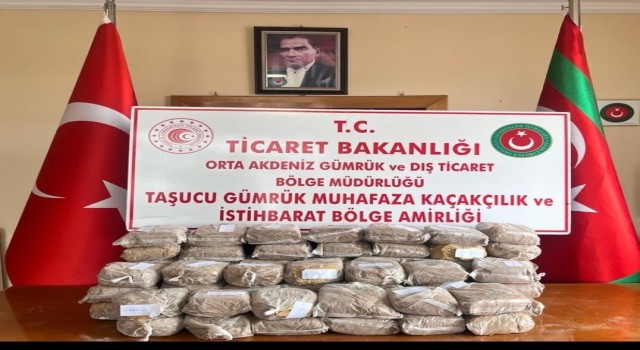 T.C.
TİCARET BAKANLIĞI
ORTA AKDENİZ GÜMRÜK ve DIŞ TİCARET
BÖLGE MÜDÜRLÜĞÜ
TAŞUCU GÜMRÜK MUHAFAZA KAÇAKÇILIK ve
İSTİHBARAT BÖLGE AMİRLİĞİ